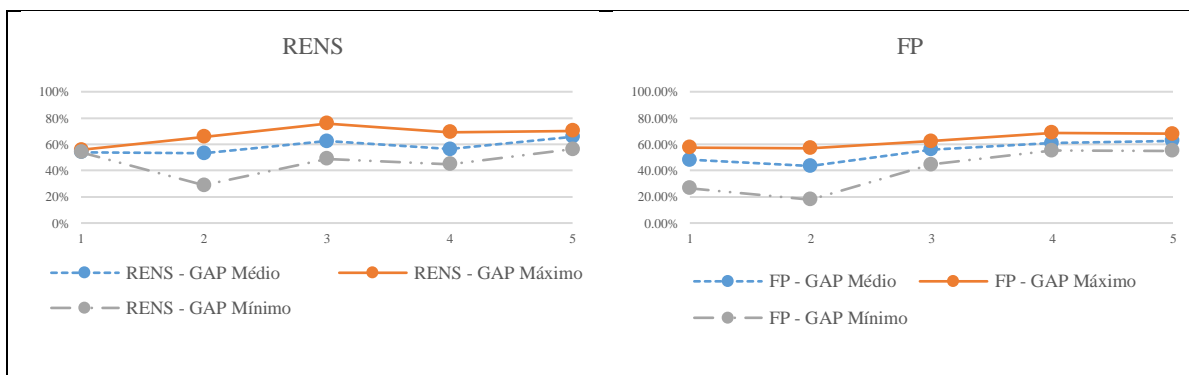 RENS
100%
80%
60%
40%
20%
0%
1 2 3 4 5
RENS - GAP Médio
RENS - GAP Máximo
RENS - GAP Mínimo
FP
100.00%
80.00%
60.00%
40.00%
20.00%
0.00%
1 2 3 4 5
FP - GAP Médio
FP - GAP Máximo
FP - GAP Mínimo